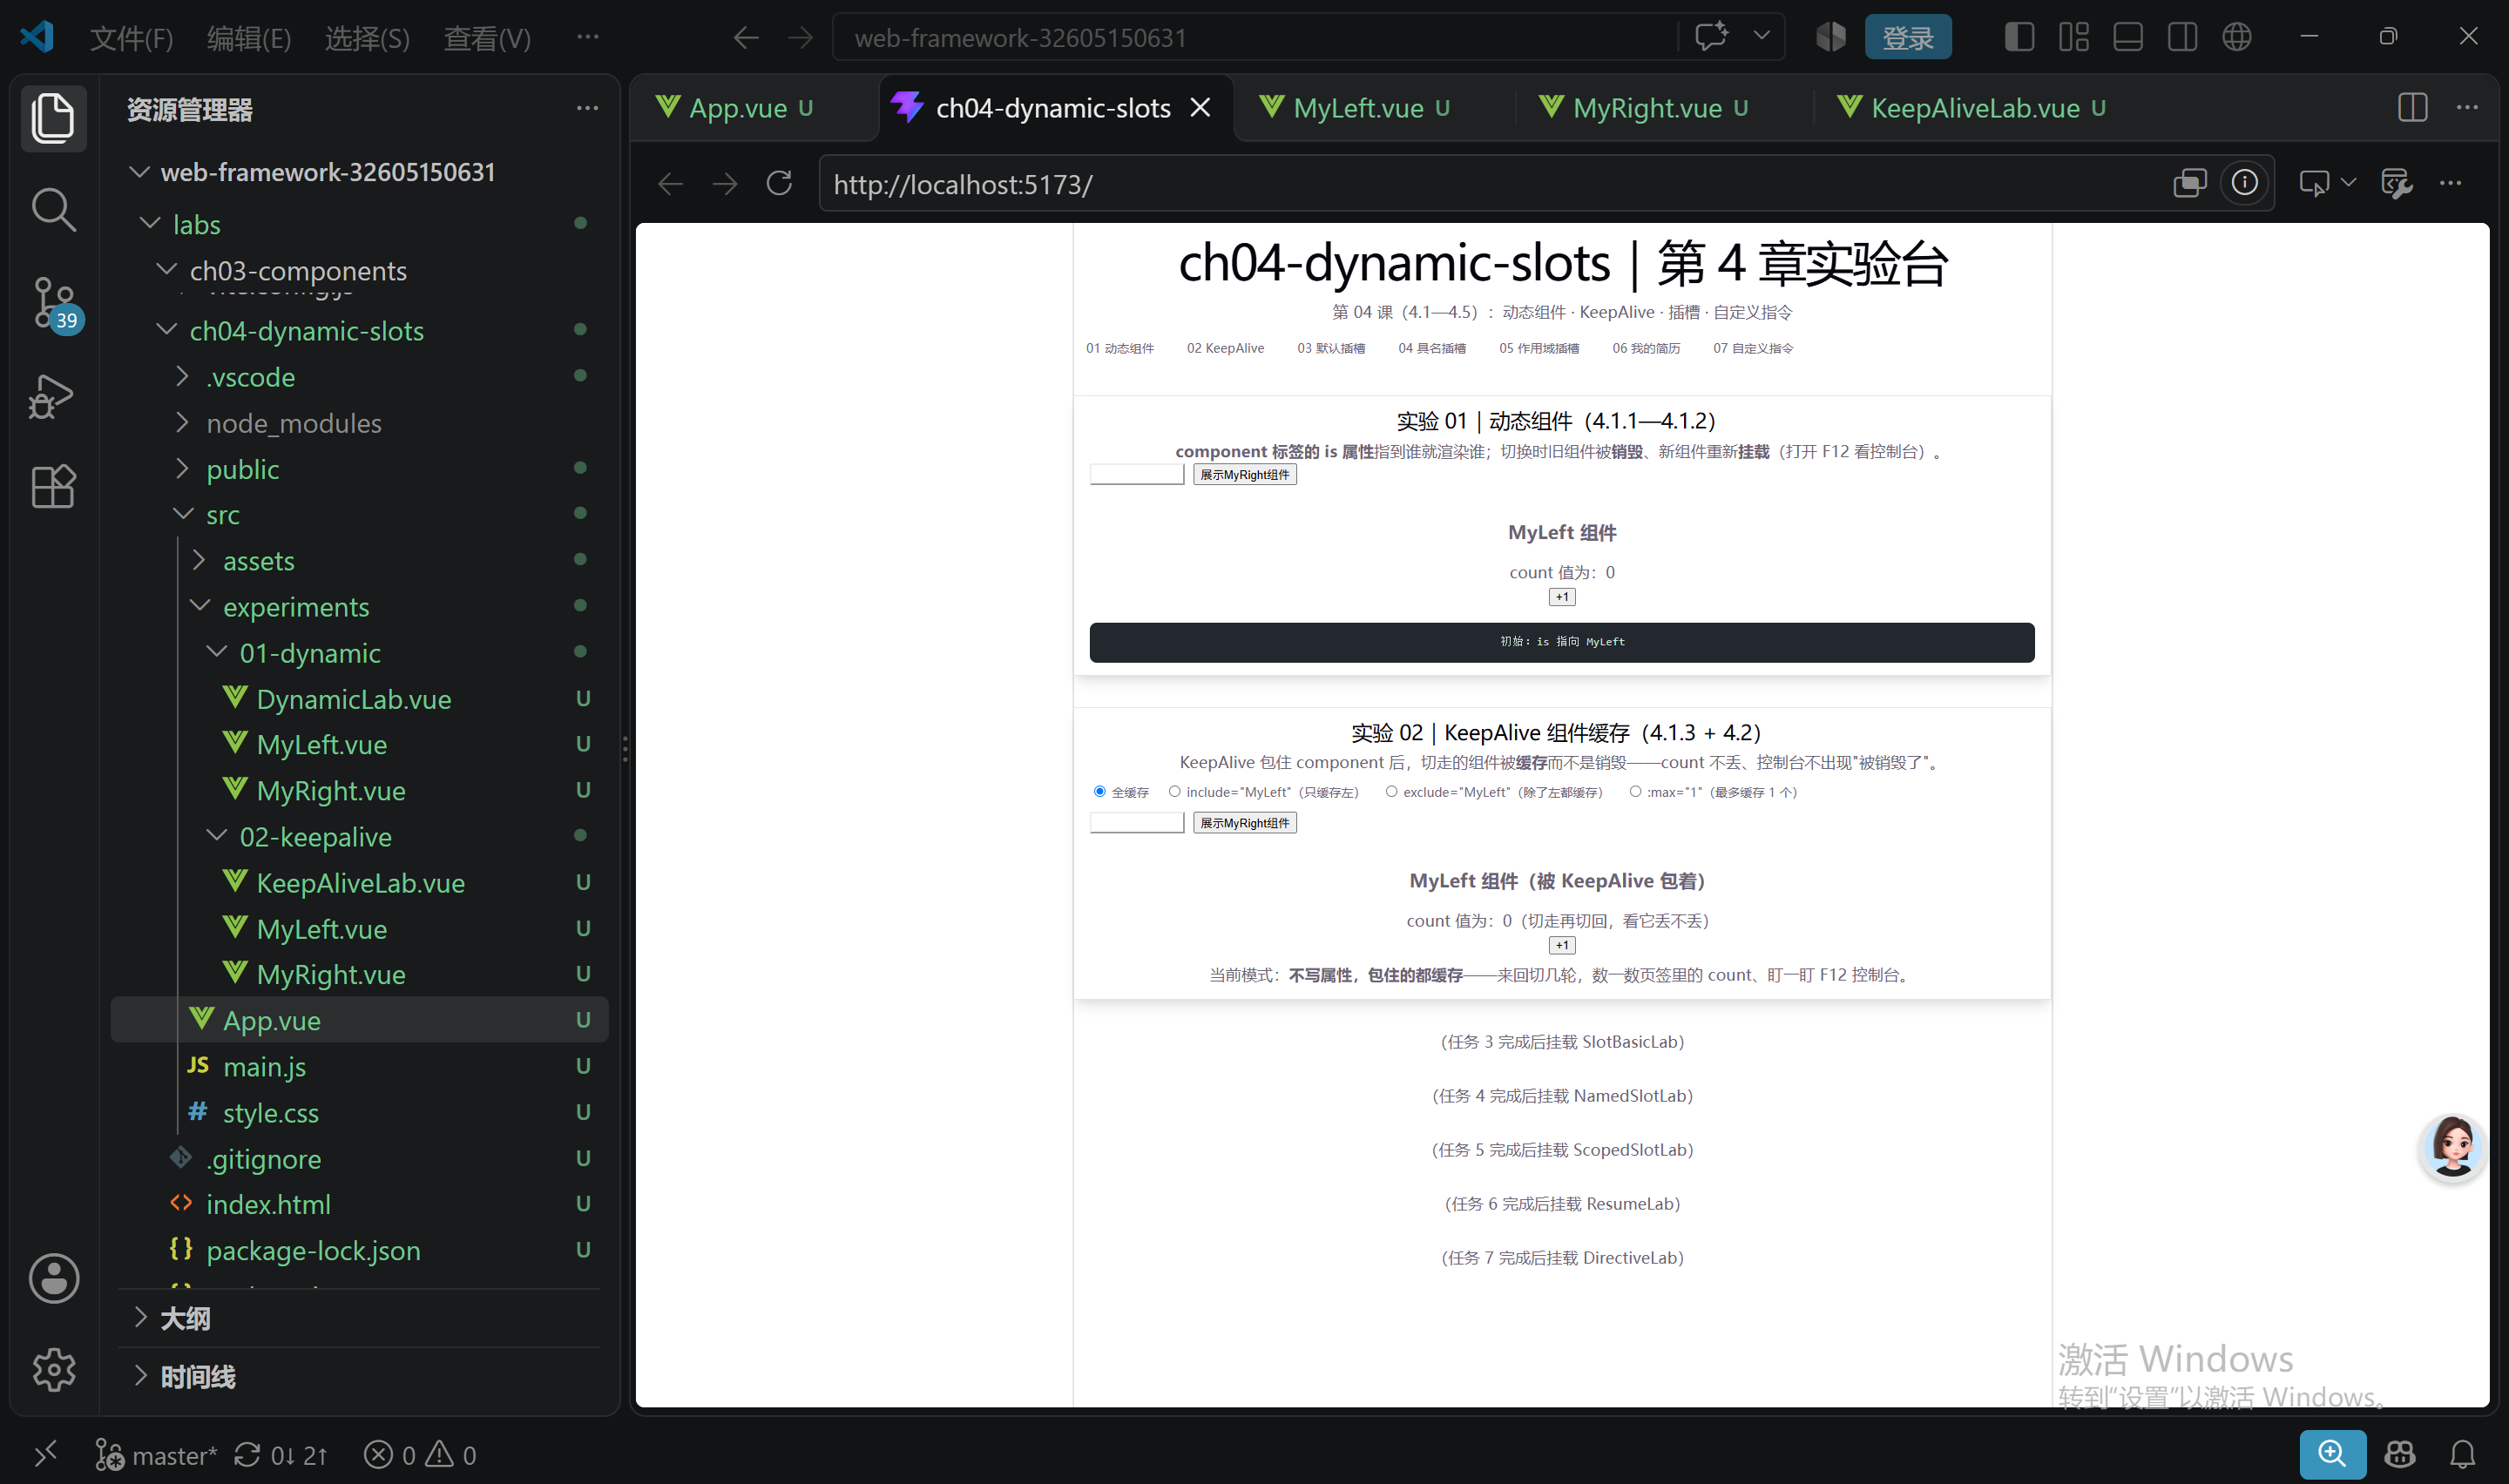 文件(F) 编辑(E) 选择(S) 查看(V) ···
web-framework-32605150631
登录
资源管理器
App.vue U
ch04-dynamic-slots
MyLeft.vue U
MyRight.vue U
KeepAliveLab.vue U
http://localhost:5173/
web-framework-32605150631
labs
ch03-components
ch04-dynamic-slots
.vscode
node_modules
public
src
assets
experiments
01-dynamic
DynamicLab.vue U
MyLeft.vue U
MyRight.vue U
02-keepalive
KeepAliveLab.vue U
MyLeft.vue U
MyRight.vue U
App.vue U
JS main.js U
# style.css U
.gitignore U
<> index.html U
{} package-lock.json U
大纲
时间线
39
ch04-dynamic-slots | 第 4 章实验台
第 04 课（4.1—4.5）：动态组件 · KeepAlive · 插槽 · 自定义指令
01 动态组件 02 KeepAlive 03 默认插槽 04 具名插槽 05 作用域插槽 06 我的简历 07 自定义指令
实验 01 | 动态组件（4.1.1—4.1.2）
component 标签的 is 属性指到谁就渲染谁；切换时旧组件被销毁、新组件重新挂载（打开 F12 看控制台）。
展示MyRight组件
MyLeft 组件
count 值为：0
+1
初始：is 指向 MyLeft
实验 02 | KeepAlive 组件缓存（4.1.3 + 4.2）
KeepAlive 包住 component 后，切走的组件被缓存而不是销毁——count 不丢、控制台不出现"被销毁了"。
全缓存 include="MyLeft"（只缓存左） exclude="MyLeft"（除了左都缓存） :max="1"（最多缓存 1 个）
展示MyRight组件
MyLeft 组件（被 KeepAlive 包着）
count 值为：0（切走再切回，看它丢不丢）
+1
当前模式：不写属性，包住的都缓存——来回切几轮，数一数页签里的 count、盯一盯 F12 控制台。
（任务 3 完成后挂载 SlotBasicLab）
（任务 4 完成后挂载 NamedSlotLab）
（任务 5 完成后挂载 ScopedSlotLab）
（任务 6 完成后挂载 ResumeLab）
（任务 7 完成后挂载 DirectiveLab）
激活 Windows
转到"设置"以激活 Windows。
master* 0↓ 2↑ 0 0